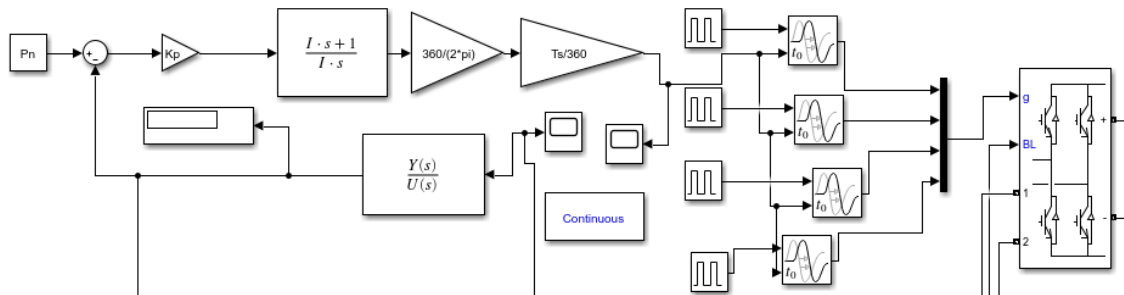 Pn
+
−
Kp
I · s + 1
I · s
360/(2*pi)
Ts/360
Y(s)
U(s)
Continuous
t₀
t₀
t₀
t₀
g
BL
1
2
+
-